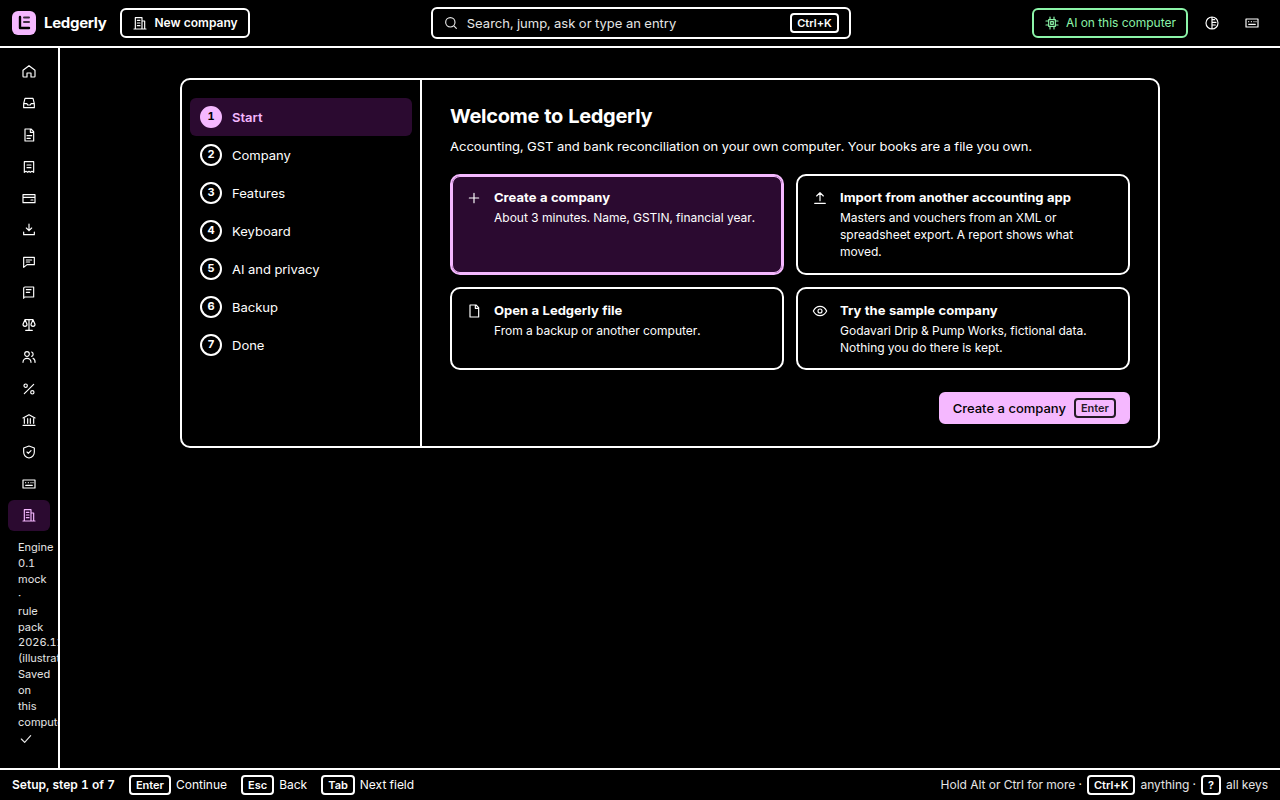 Ledgerly
New company
Search, jump, ask or type an entry
Ctrl+K
AI on this computer
1 Start
2 Company
3 Features
4 Keyboard
5 AI and privacy
6 Backup
7 Done
Welcome to Ledgerly
Accounting, GST and bank reconciliation on your own computer. Your books are a file you own.
Create a company
About 3 minutes. Name, GSTIN, financial year.
Import from another accounting app
Masters and vouchers from an XML or
spreadsheet export. A report shows what
moved.
Open a Ledgerly file
From a backup or another computer.
Try the sample company
Godavari Drip & Pump Works, fictional data.
Nothing you do there is kept.
Create a company Enter
Engine
0.1
mock
·
rule
pack
2026.1
(illustrat
Saved
on
this
comput
Setup, step 1 of 7 Enter Continue Esc Back Tab Next field
Hold Alt or Ctrl for more · Ctrl+K anything · ? all keys